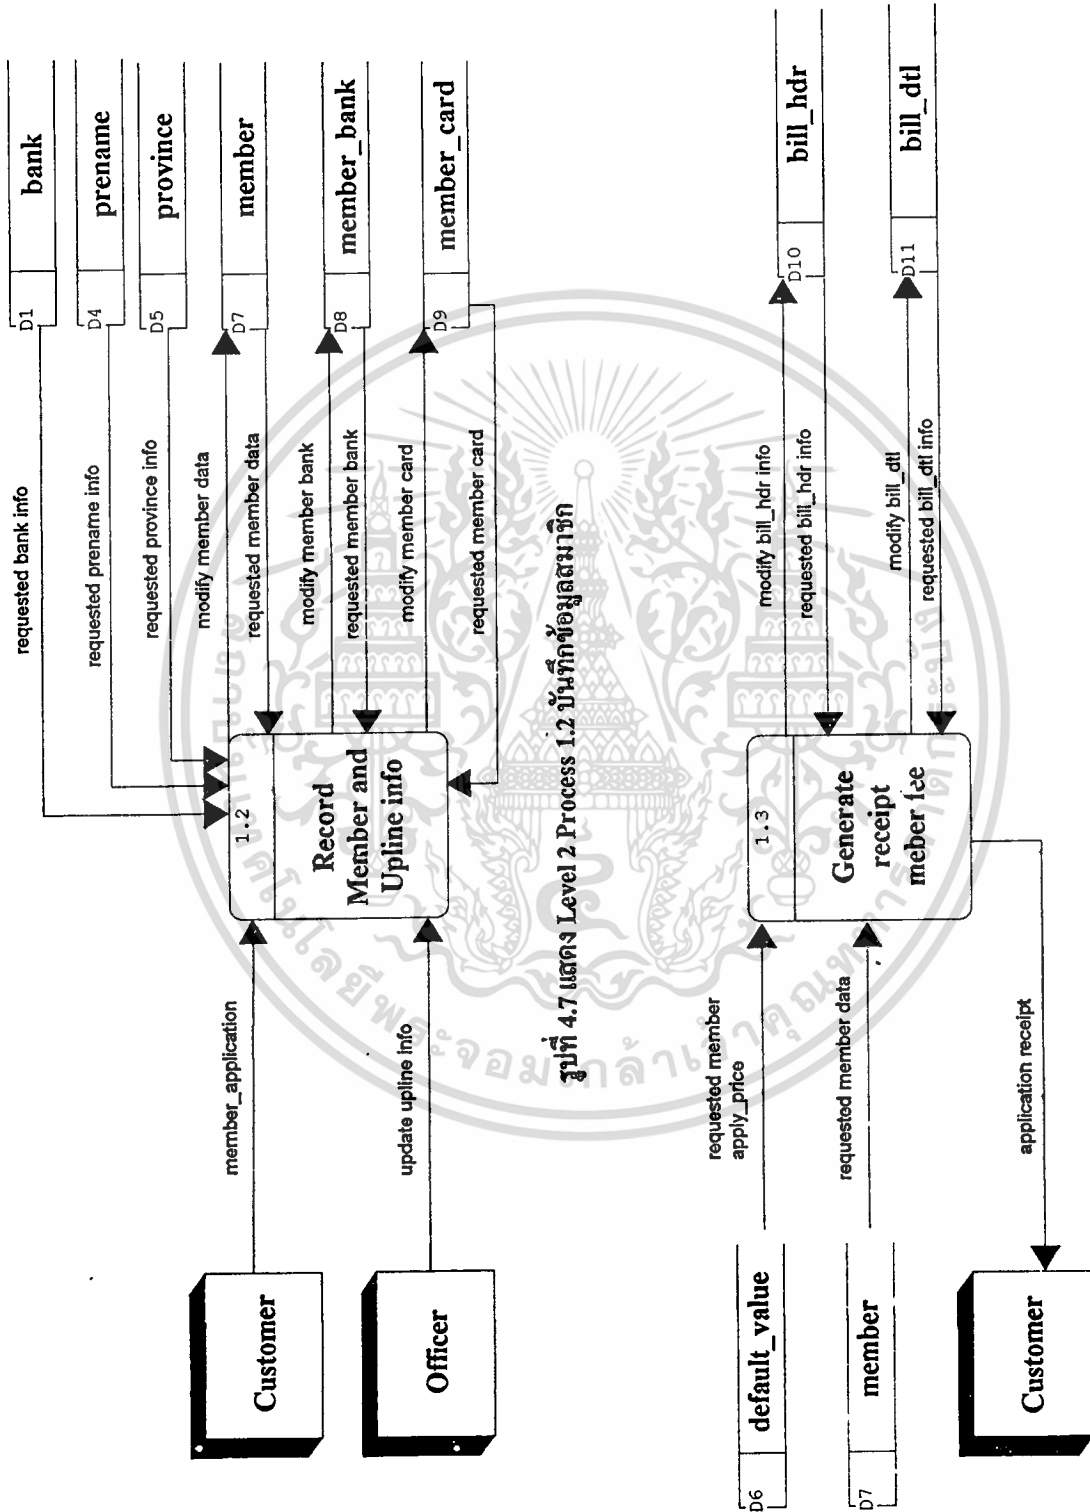 D1 bank
D4 prename
D5 province
D7 member
D8 member_bank
D9 member_card
requested bank info
requested prename info
requested province info
modify member data
requestad member data
modify member bank
requested member bank
modify member card
requested member card
1.2
Record
Member and
Upline info
member_application
update upline info
Customer
Officer
รูปที่ 4.7 แสดง Level 2 Process 1.2 บันทึกข้อมูลสมาชิก
D10 bill_hdr
D11 bill_dtl
modify bill_hdr info
requested bill_hdr info
modify bill_dtl
requested bill_dtl info
1.3
Generate
receipt
meber fee
requested member
apply_price
requested member data
application receipt
D6 default_value
D7 member
Customer